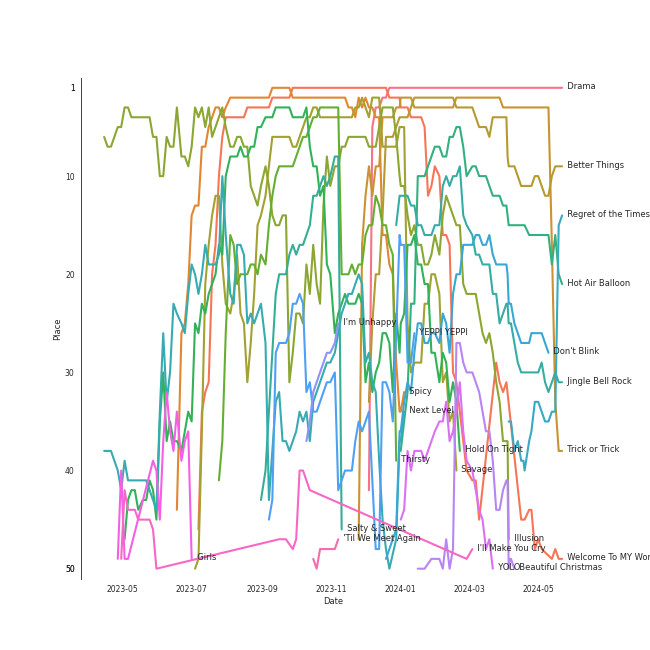 1
Drama
Better Things
10
Regret of the Times
20
Hot Air Balloon
I'm Unhappy
YEPPI YEPPI
Place
Don't Blink
30
Jingle Bell Rock
Spicy
Next Level
Hold On Tight
Trick or Trick
Thirsty
40
Savage
Salty & Sweet
'Til We Meet Again
Illusion
I'll Make You Cry
Girls
Welcome To MY Wor
50
YOLO
Beautiful Christmas
2023-05
2023-07
2023-09
2023-11
2024-01
2024-03
2024-05
Date